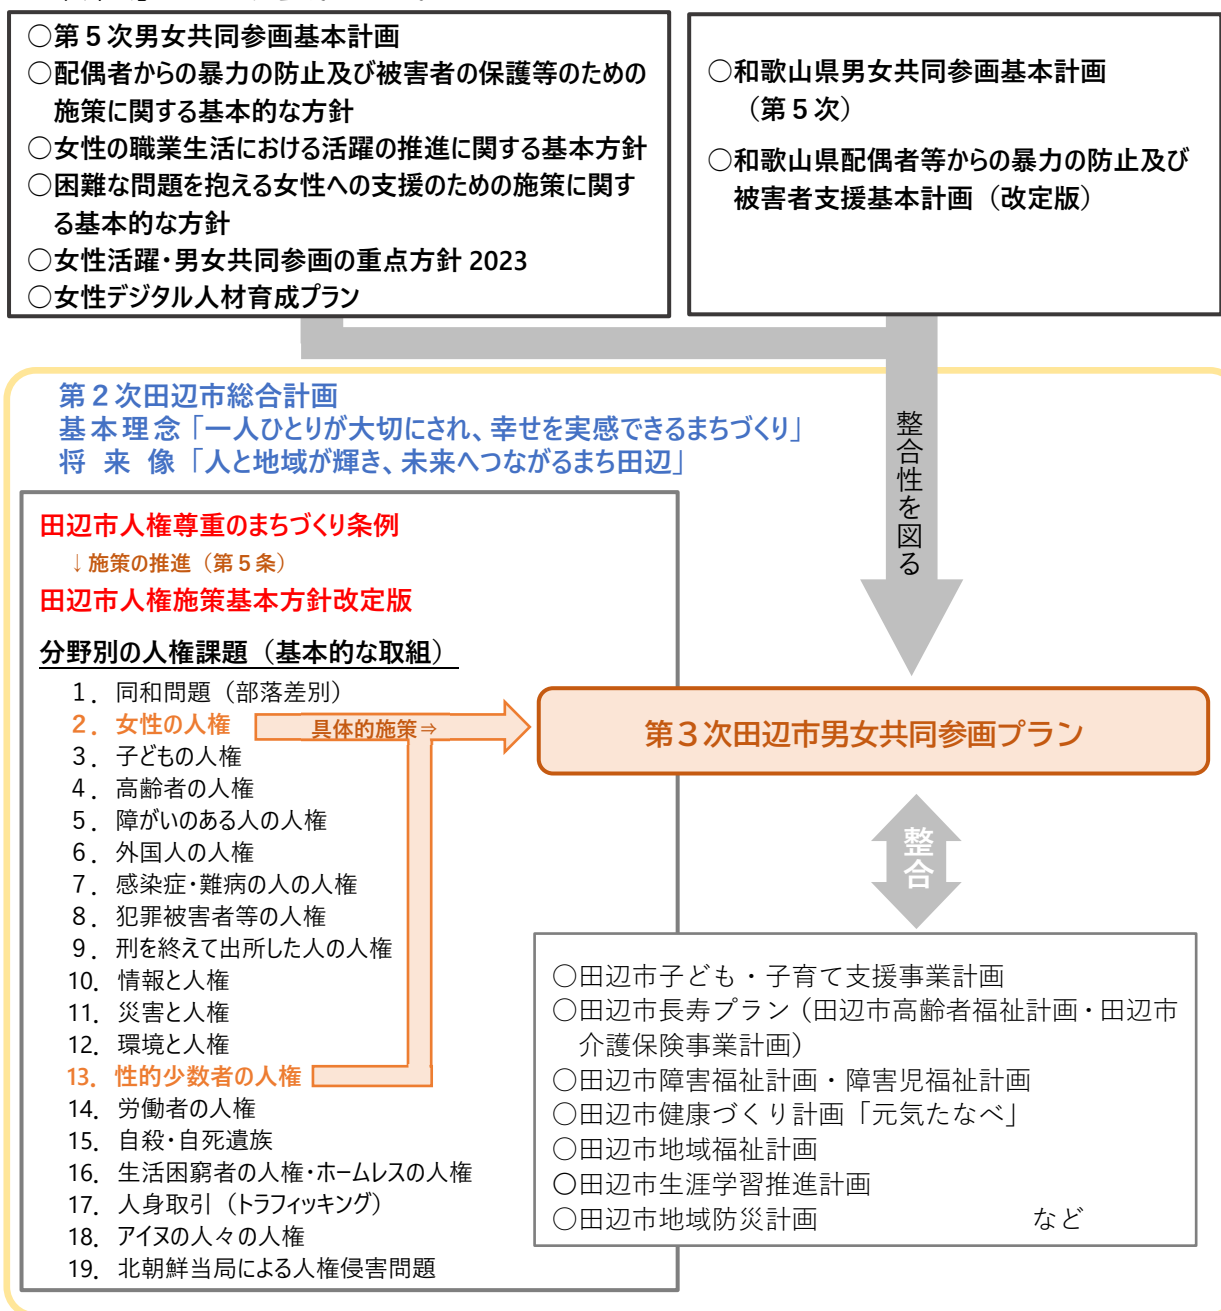 ○第５次男女共同参画基本計画
○配偶者からの暴力の防止及び被害者の保護等のための
施策に関する基本的な方針
○女性の職業生活における活躍の推進に関する基本方針
○困難な問題を抱える女性への支援のための施策に関す
る基本的な方針
○女性活躍・男女共同参画の重点方針 2023
○女性デジタル人材育成プラン
○和歌山県男女共同参画基本計画
（第５次）
○和歌山県配偶者等からの暴力の防止及び
被害者支援基本計画（改定版）
整合性を図る
第２次田辺市総合計画
基本理念「一人ひとりが大切にされ、幸せを実感できるまちづくり」
将 来 像「人と地域が輝き、未来へつながるまち田辺」
田辺市人権尊重のまちづくり条例
↓施策の推進（第５条）
田辺市人権施策基本方針改定版
分野別の人権課題（基本的な取組）
１．同和問題（部落差別）
２．女性の人権
３．子どもの人権
４．高齢者の人権
５．障がいのある人の人権
６．外国人の人権
７．感染症・難病の人の人権
８．犯罪被害者等の人権
９．刑を終えて出所した人の人権
10．情報と人権
11．災害と人権
12．環境と人権
13．性的少数者の人権
14．労働者の人権
15．自殺・自死遺族
16．生活困窮者の人権・ホームレスの人権
17．人身取引（トラフィッキング）
18．アイヌの人々の人権
19．北朝鮮当局による人権侵害問題
具体的施策⇒
第３次田辺市男女共同参画プラン
整合
○田辺市子ども・子育て支援事業計画
○田辺市長寿プラン（田辺市高齢者福祉計画・田辺市
介護保険事業計画）
○田辺市障害福祉計画・障害児福祉計画
○田辺市健康づくり計画「元気たなべ」
○田辺市地域福祉計画
○田辺市生涯学習推進計画
○田辺市地域防災計画 など